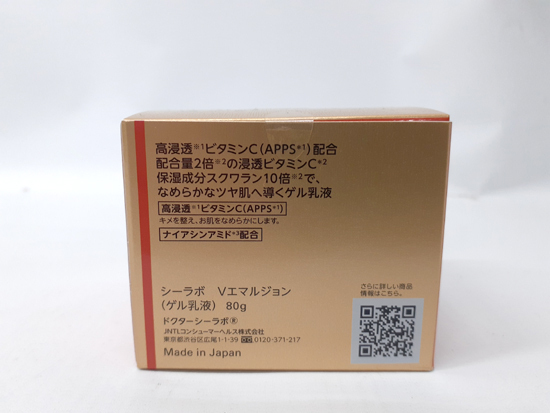 高浸透※1ビタミンC（APPS*1）配合
配合量2倍※2の浸透ビタミンC*2
保湿成分スクワラン10倍※2で、
なめらかなツヤ肌へ導くゲル乳液
高浸透※1ビタミンC（APPS*1）
キメを整え、お肌をなめらかにします。
ナイアシンアミド*3配合
シーラボ Vエマルジョン
（ゲル乳液） 80g
さらに詳しい商品
情報はこちら。
ドクターシーラボ®
JNTLコンシューマーヘルス株式会社
東京都渋谷区広尾1-1-39 0120-371-217
Made in Japan